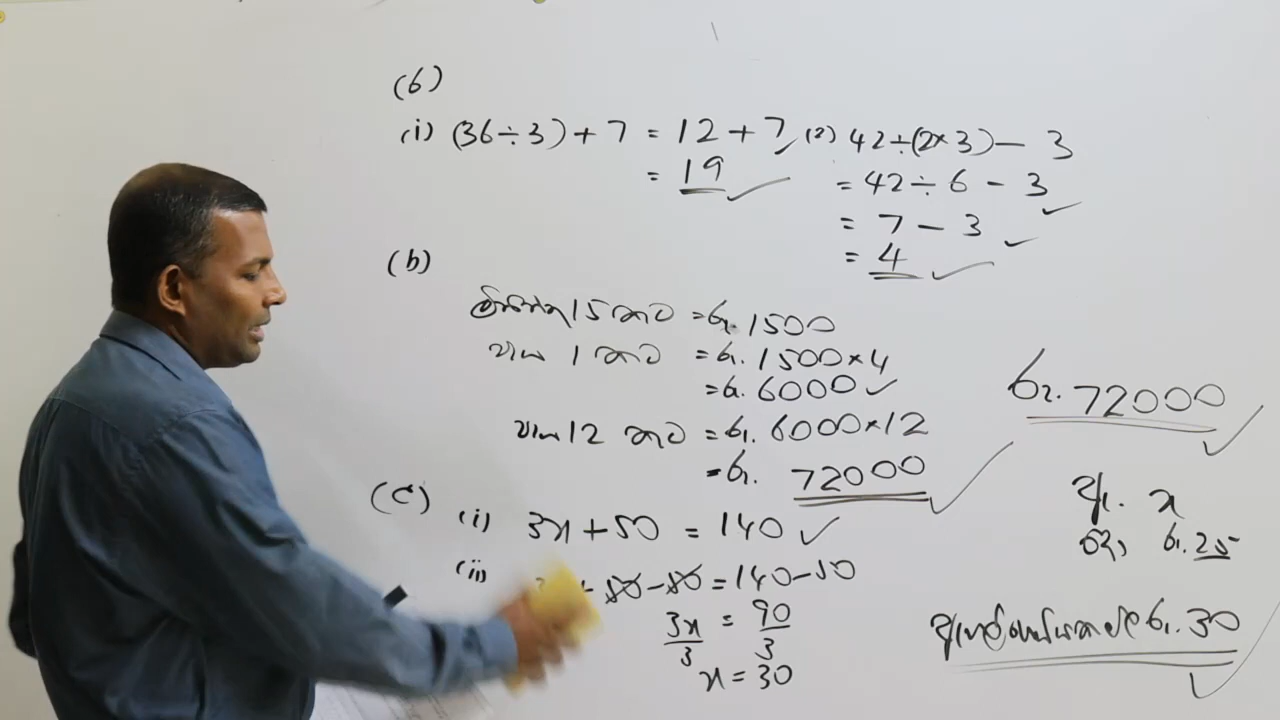 (6)
(i) (36÷3)+7 = 12+7
= 19
(2) 42÷(2×3)- 3
= 42÷ 6 - 3
= 7 - 3
= 4
(b)
15 කට =රු.1500
1 කට =රු.1500×4
=රු.6000
12 කට =රු.6000×12
=රු. 72000
රු.72000
(c)
(i) 3x+50 = 140
(ii) +50-50=140-50
3x/3 = 90/3
x=30
x
රු.25
රු.30